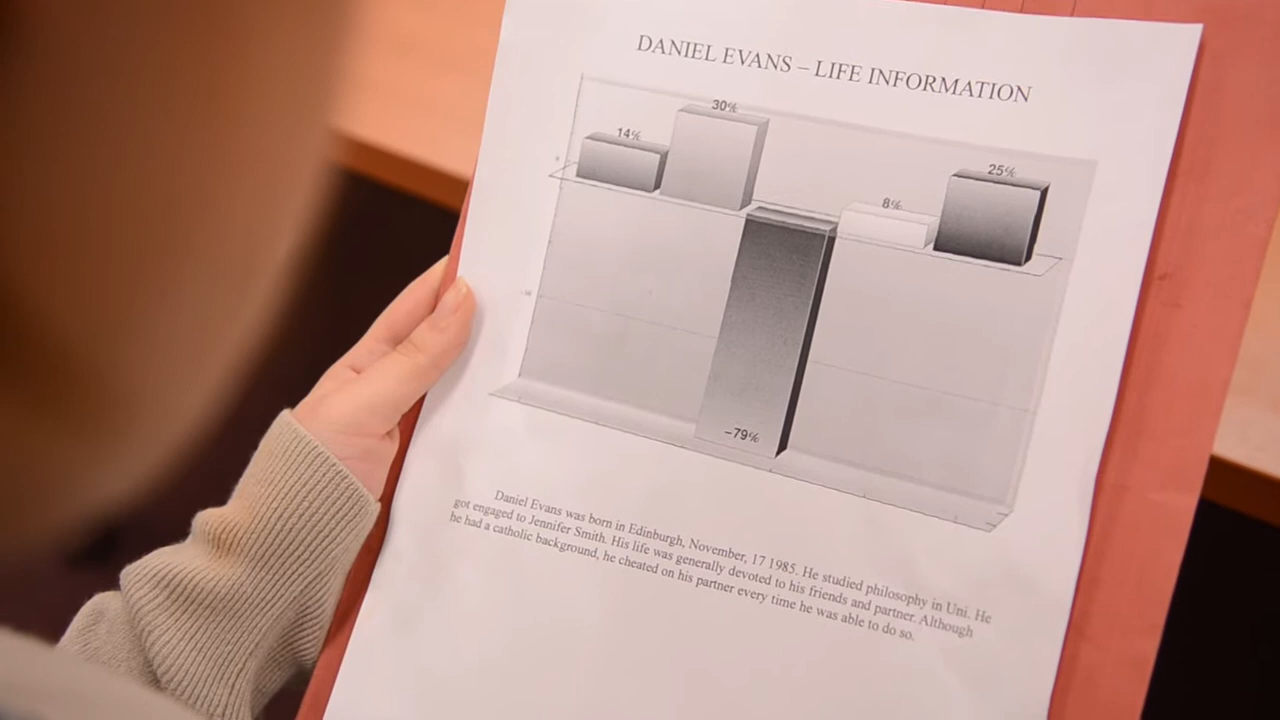 DANIEL EVANS – LIFE INFORMATION
14%
30%
8%
25%
-79%
Daniel Evans was born in Edinburgh, November, 17 1985. He studied philosophy in Uni. He
got engaged to Jennifer Smith. His life was generally devoted to his friends and partner. Although
he had a catholic background, he cheated on his partner every time he was able to do so.